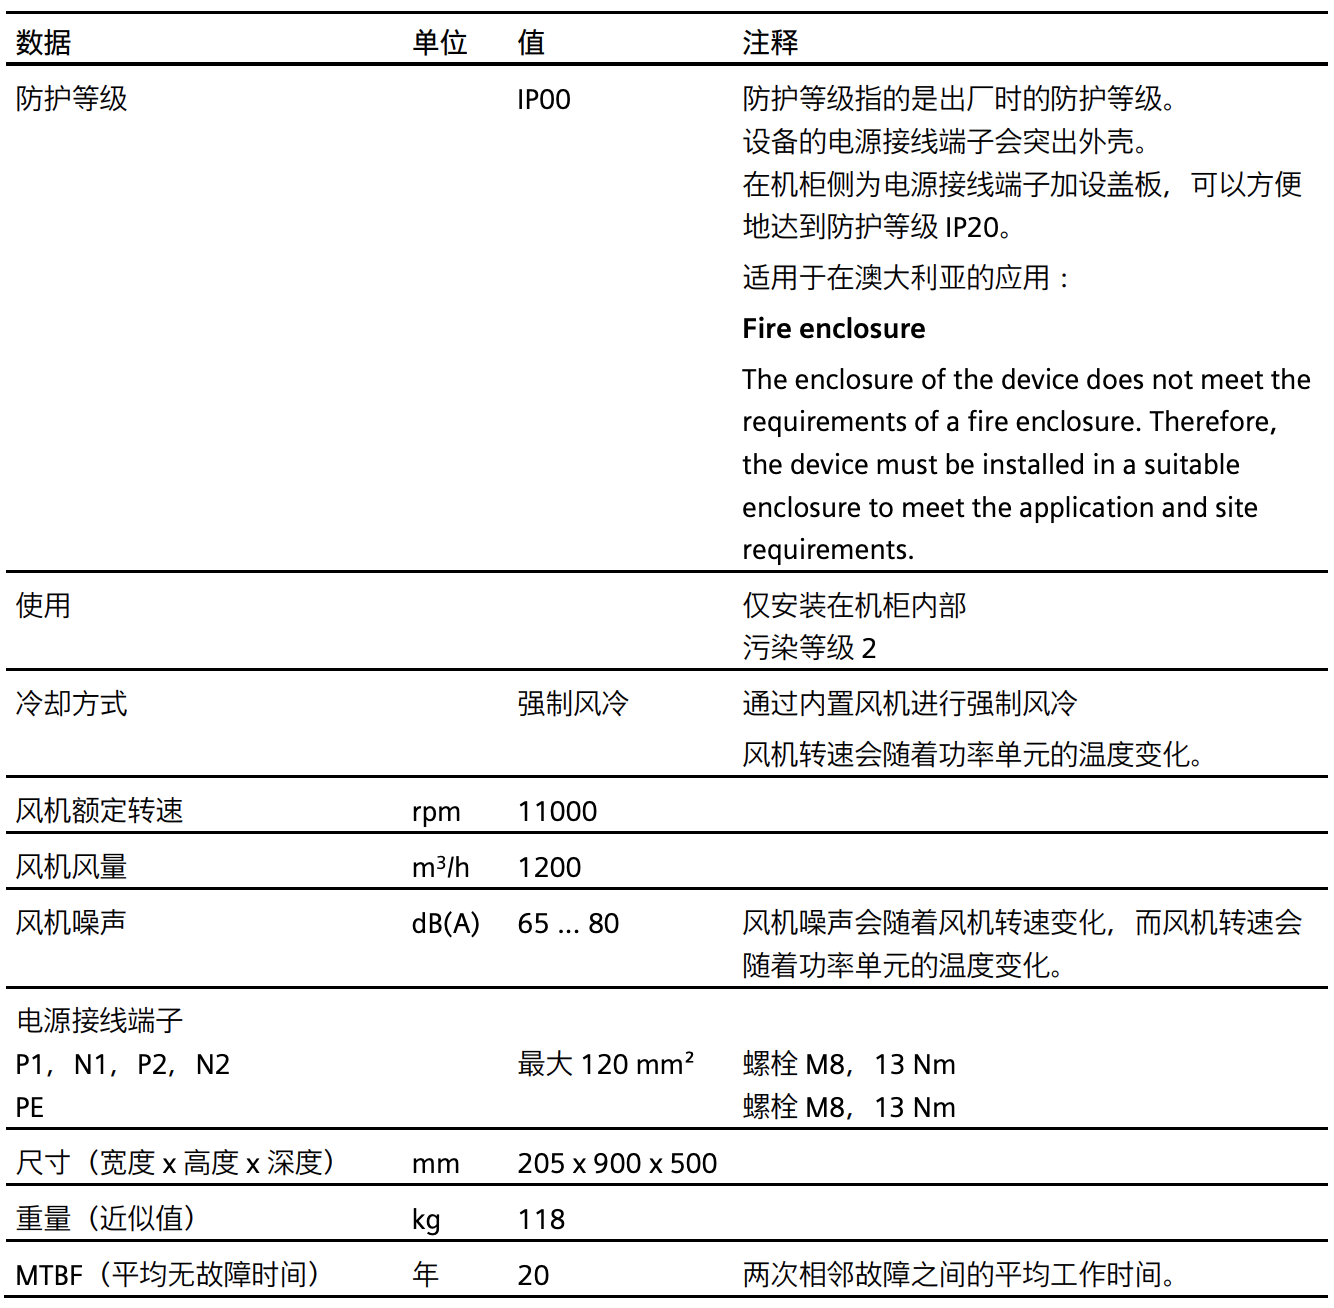 数据 单位 值 注释
防护等级 IP00 防护等级指的是出厂时的防护等级。
设备的电源接线端子会突出外壳。
在机柜侧为电源接线端子加设盖板，可以方便
地达到防护等级 IP20。
适用于在澳大利亚的应用：
Fire enclosure
The enclosure of the device does not meet the
requirements of a fire enclosure. Therefore,
the device must be installed in a suitable
enclosure to meet the application and site
requirements.
使用 仅安装在机柜内部
污染等级 2
冷却方式 强制风冷 通过内置风机进行强制风冷
风机转速会随着功率单元的温度变化。
风机额定转速 rpm 11000
风机风量 m³/h 1200
风机噪声 dB(A) 65 ... 80 风机噪声会随着风机转速变化，而风机转速会
随着功率单元的温度变化。
电源接线端子
P1，N1，P2，N2 最大 120 mm² 螺栓 M8，13 Nm
PE 螺栓 M8，13 Nm
尺寸（宽度 x 高度 x 深度） mm 205 x 900 x 500
重量（近似值） kg 118
MTBF（平均无故障时间） 年 20 两次相邻故障之间的平均工作时间。